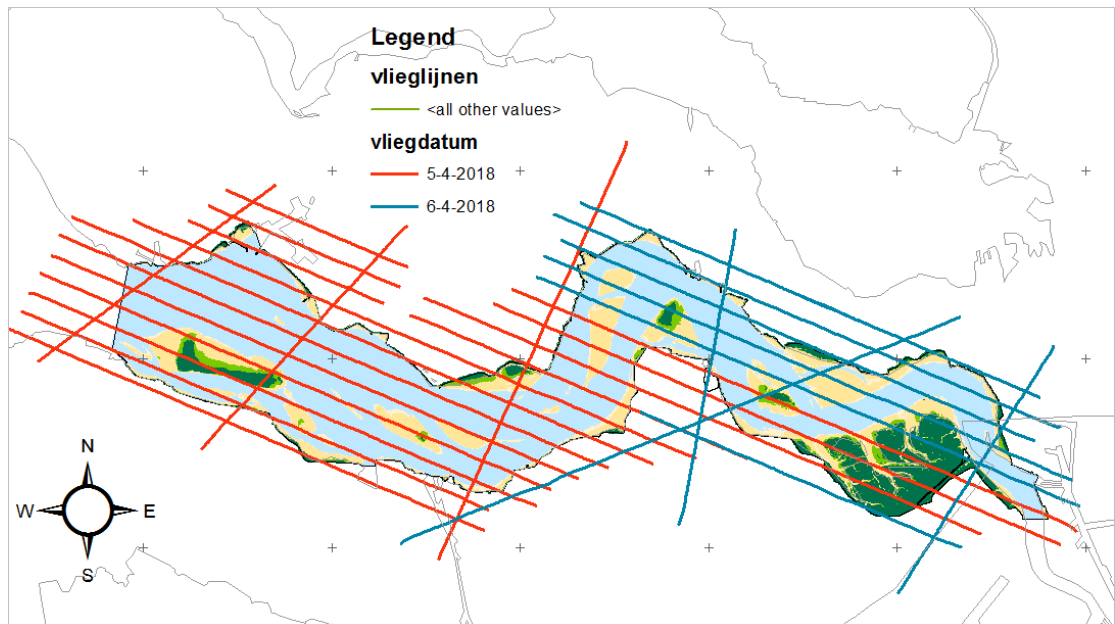 Legend
vlieglijnen
<all other values>
vliegdatum
5-4-2018
6-4-2018
N
W E
S